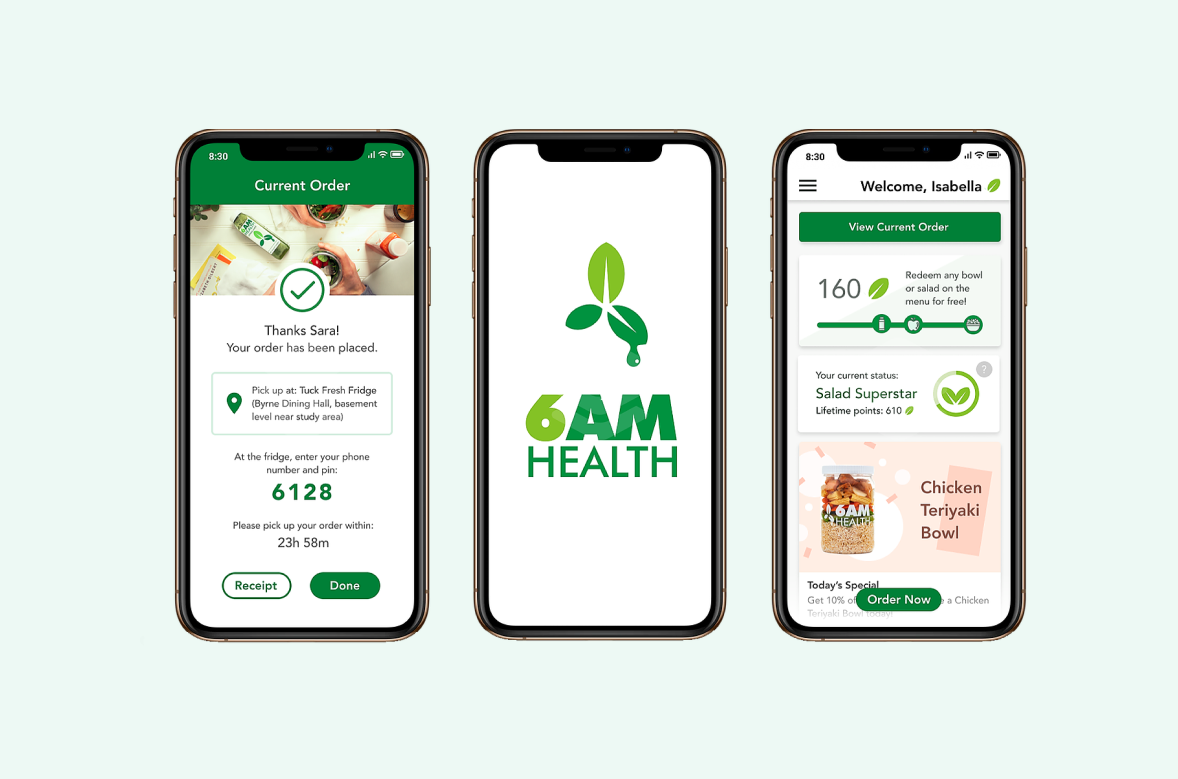 8:30
Current Order
6AM
Thanks Sara!
Your order has been placed.
Pick up at: Tuck Fresh Fridge
(Byrne Dining Hall, basement
level near study area)
At the fridge, enter your phone
number and pin:
6128
Please pick up your order within:
23h 58m
Receipt
Done
6AM
HEALTH
8:30
Welcome, Isabella
View Current Order
160
Redeem any bowl
or salad on the
menu for free!
?
Your current status:
Salad Superstar
Lifetime points: 610
Chicken
Teriyaki
Bowl
6AM
HEALTH
Today's Special
Get 10% of
e a Chicken
Order Now
Teriyaki Bowl today!